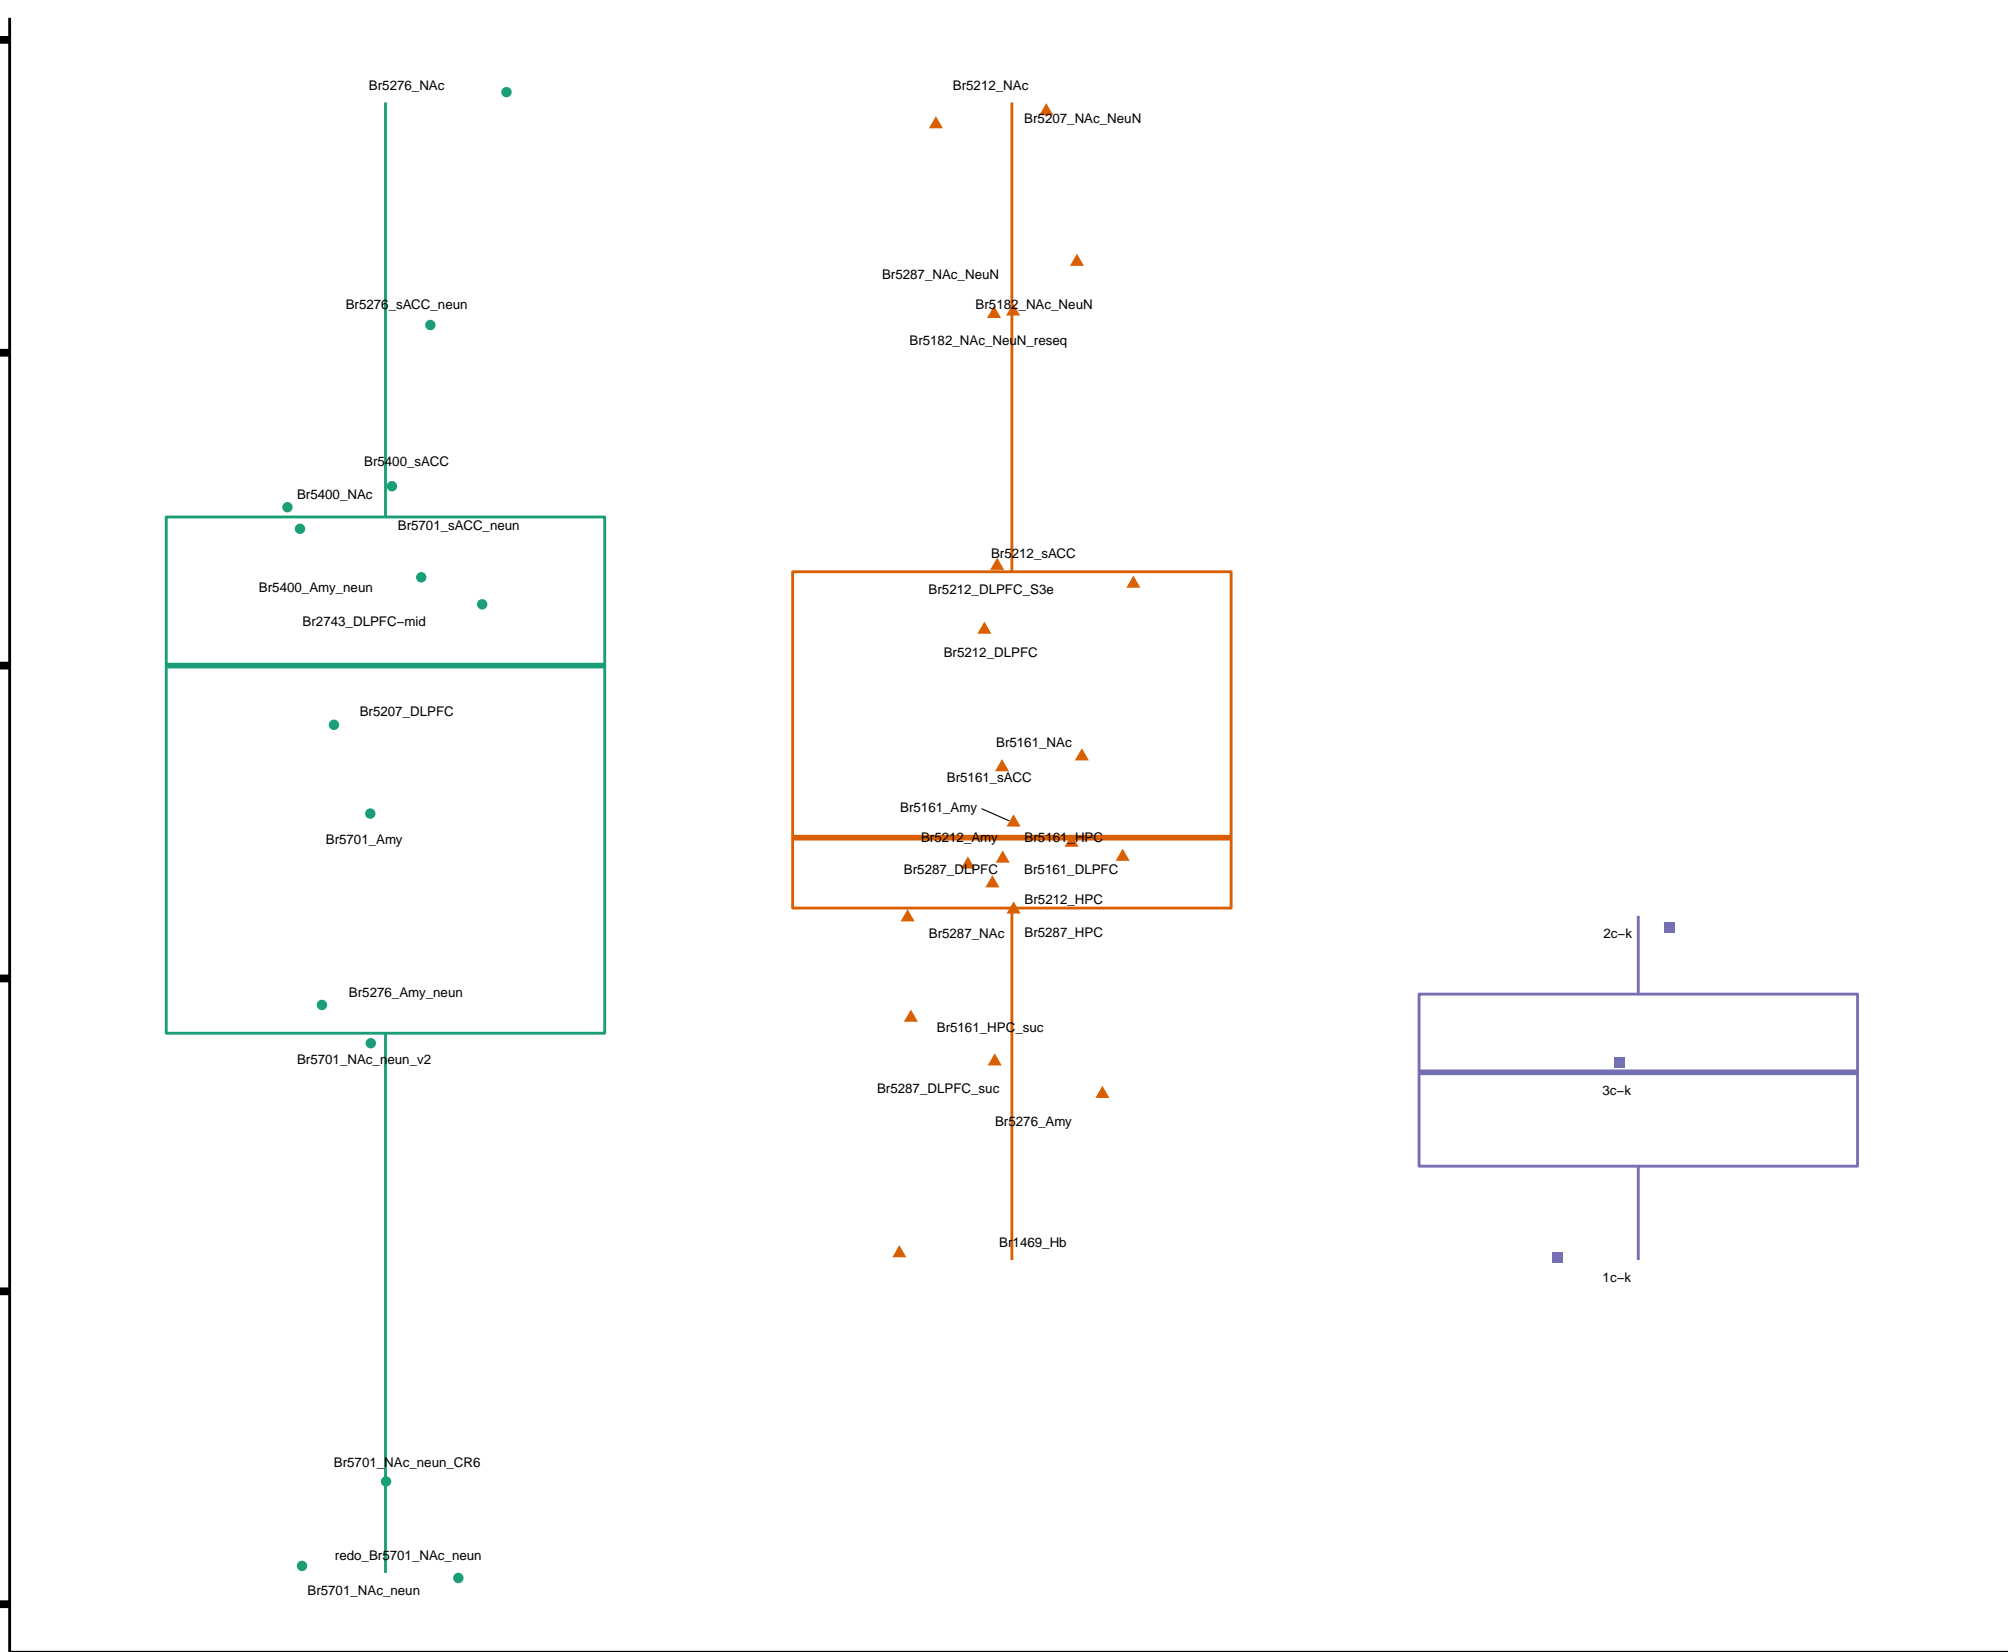 Br5276_NAc
Br5276_sACC_neun
Br5400_sACC
Br5400_NAc
Br5701_sACC_neun
Br5400_Amy_neun
Br2743_DLPFC−mid
Br5207_DLPFC
Br5701_Amy
Br5276_Amy_neun
Br5701_NAc_neun_v2
Br5701_NAc_neun_CR6
redo_Br5701_NAc_neun
Br5701_NAc_neun
Br5212_NAc
Br5207_NAc_NeuN
Br5287_NAc_NeuN
Br5182_NAc_NeuN
Br5182_NAc_NeuN_reseq
Br5212_sACC
Br5212_DLPFC_S3e
Br5212_DLPFC
Br5161_NAc
Br5161_sACC
Br5161_Amy
Br5212_Amy
Br5161_HPC
Br5287_DLPFC
Br5161_DLPFC
Br5212_HPC
Br5287_NAc
Br5287_HPC
Br5161_HPC_suc
Br5287_DLPFC_suc
Br5276_Amy
Br1469_Hb
2c−k
3c−k
1c−k